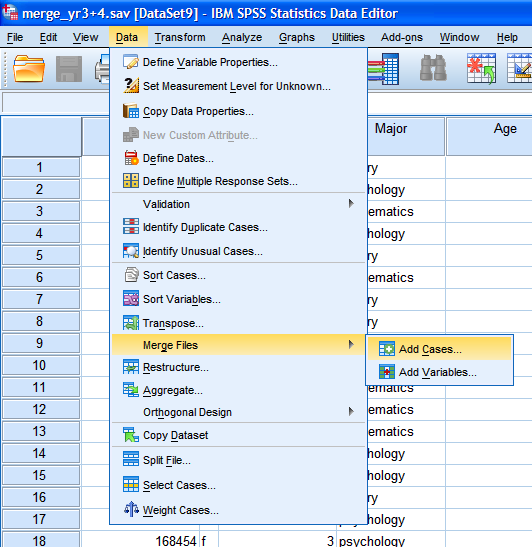 merge_yr3+4.sav [DataSet9] - IBM SPSS Statistics Data Editor
File Edit View Data Transform Analyze Graphs Utilities Add-ons Window Help
Define Variable Properties...
Set Measurement Level for Unknown...
Copy Data Properties...
New Custom Attribute...
Define Dates...
Define Multiple Response Sets...
Validation
Identify Duplicate Cases...
Identify Unusual Cases...
Sort Cases...
Sort Variables...
Transpose...
Merge Files
Restructure...
Aggregate...
Orthogonal Design
Copy Dataset
Split File...
Select Cases...
Weight Cases...
Add Cases...
Add Variables...
Major Age
1 ry
2 hology
3 ematics
4 hology
5 ry
6 ematics
7 ry
8 ry
9
10
11 ematics
12 ematics
13 ematics
14 hology
15 hology
16 ry
17 psychology
18 168454 f 3 psychology